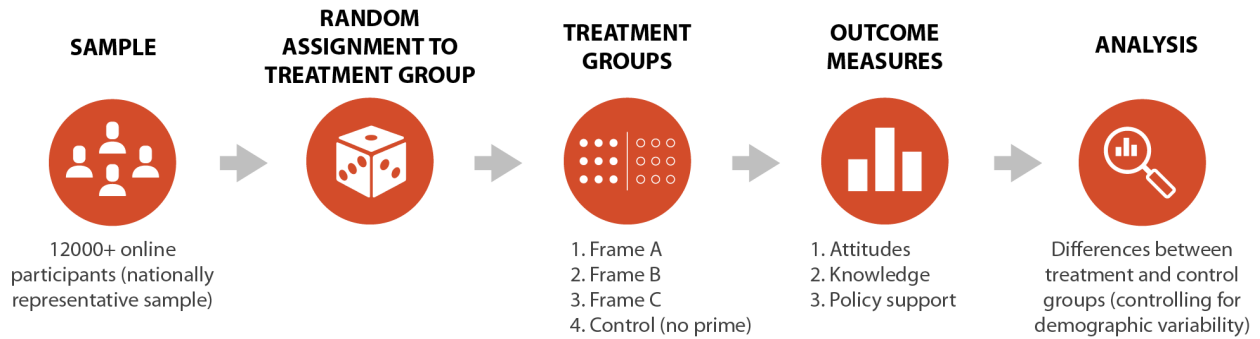 SAMPLE
12000+ online
participants (nationally
representative sample)
RANDOM
ASSIGNMENT TO
TREATMENT GROUP
TREATMENT
GROUPS
1. Frame A
2. Frame B
3. Frame C
4. Control (no prime)
OUTCOME
MEASURES
1. Attitudes
2. Knowledge
3. Policy support
ANALYSIS
Differences between
treatment and control
groups (controlling for
demographic variability)